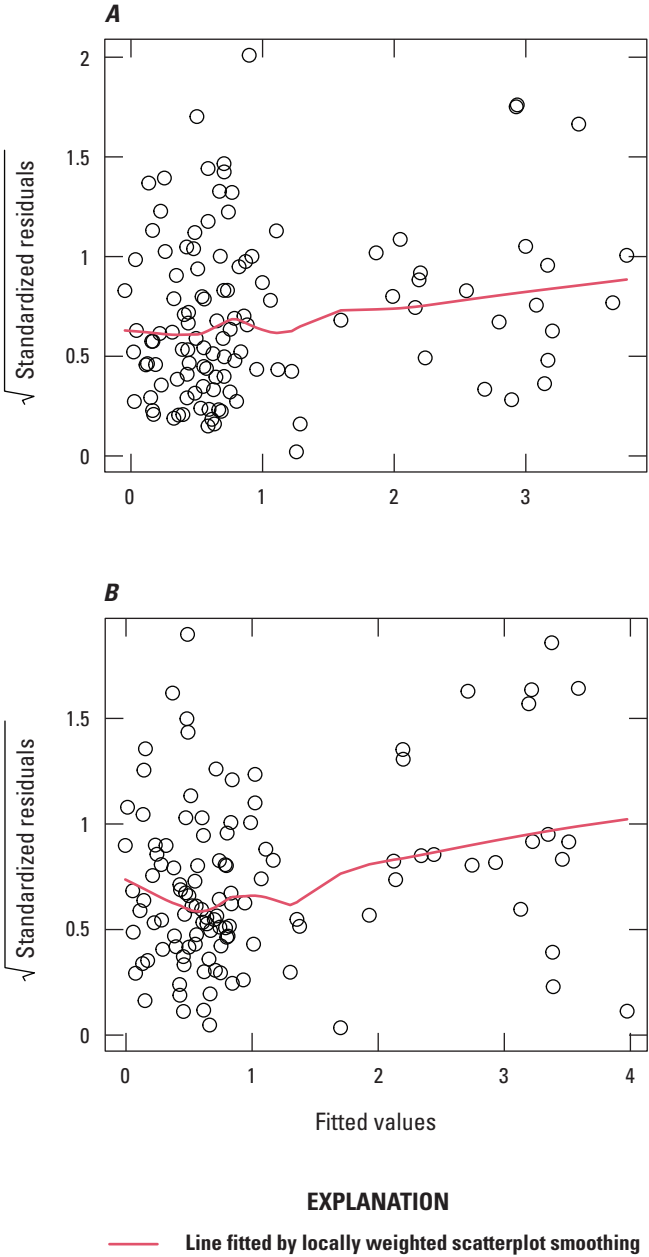 A
2
1.5
1
0.5
0
√Standardized residuals
0 1 2 3
B
1.5
1
0.5
0
√Standardized residuals
0 1 2 3 4
Fitted values
EXPLANATION
Line fitted by locally weighted scatterplot smoothing